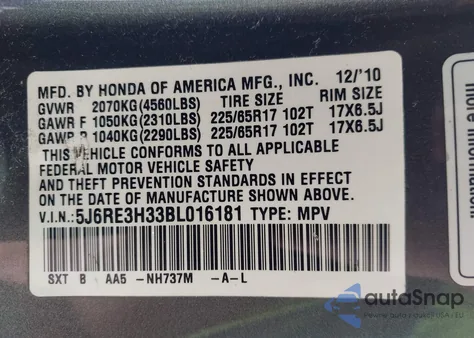 MFD. BY HONDA OF AMERICA MFG., INC. 12/'10
GVWR 2070KG(4560LBS) TIRE SIZE RIM SIZE
GAWR F 1050KG(2310LBS) 225/65R17 102T 17X6.5J
GAWR R 1040KG(2290LBS) 225/65R17 102T 17X6.5J
THIS VEHICLE CONFORMS TO ALL APPLICABLE
FEDERAL MOTOR VEHICLE SAFETY
AND THEFT PREVENTION STANDARDS IN EFFECT
ON THE DATE OF MANUFACTURE SHOWN ABOVE.
V.I.N.:5J6RE3H33BL016181 TYPE: MPV
SXT B AA5 -NH737M -A-L
autoSnap